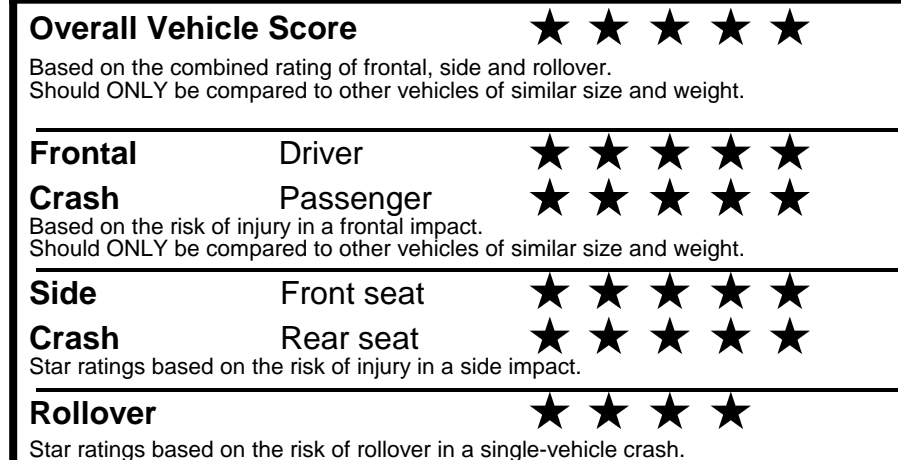 Overall Vehicle Score ★ ★ ★ ★ ★
Based on the combined rating of frontal, side and rollover.
Should ONLY be compared to other vehicles of similar size and weight.
Frontal Driver ★ ★ ★ ★ ★
Crash Passenger ★ ★ ★ ★ ★
Based on the risk of injury in a frontal impact.
Should ONLY be compared to other vehicles of similar size and weight.
Side Front seat ★ ★ ★ ★ ★
Crash Rear seat ★ ★ ★ ★ ★
Star ratings based on the risk of injury in a side impact.
Rollover ★ ★ ★ ★
Star ratings based on the risk of rollover in a single-vehicle crash.